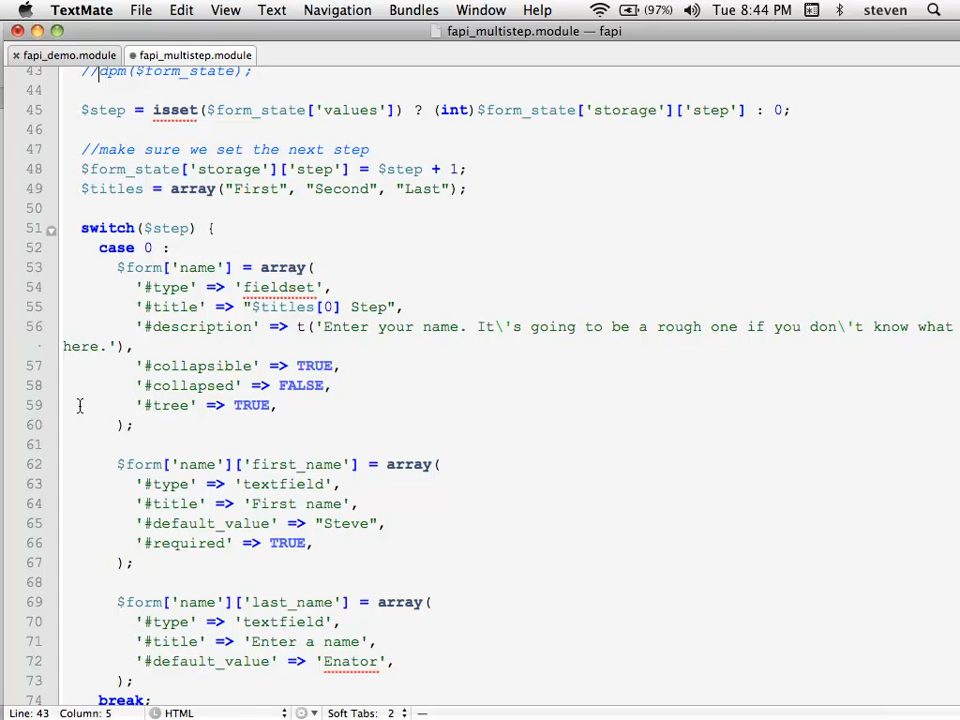 TextMate File Edit View Text Navigation Bundles Window Help (97%) Tue 8:44 PM steven
fapi_multistep.module — fapi
fapi_demo.module fapi_multistep.module
43 //dpm($form_state);
44
45 $step = isset($form_state['values']) ? (int)$form_state['storage']['step'] : 0;
46
47 //make sure we set the next step
48 $form_state['storage']['step'] = $step + 1;
49 $titles = array("First", "Second", "Last");
50
51 switch($step) {
52 case 0 :
53 $form['name'] = array(
54 '#type' => 'fieldset',
55 '#title' => "$titles[0] Step",
56 '#description' => t('Enter your name. It\'s going to be a rough one if you don\'t know what
here.'),
57 '#collapsible' => TRUE,
58 '#collapsed' => FALSE,
59 '#tree' => TRUE,
60 );
61
62 $form['name']['first_name'] = array(
63 '#type' => 'textfield',
64 '#title' => 'First name',
65 '#default_value' => "Steve",
66 '#required' => TRUE,
67 );
68
69 $form['name']['last_name'] = array(
70 '#type' => 'textfield',
71 '#title' => 'Enter a name',
72 '#default_value' => 'Enator',
73 );
74 break;
Line: 43 Column: 5 HTML Soft Tabs: 2 —